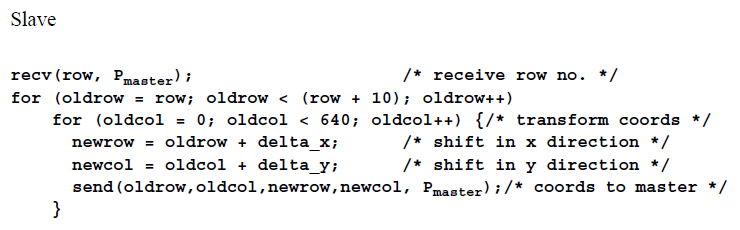 Slave
recv(row, Pmaster); /* receive row no. */
for (oldrow = row; oldrow < (row + 10); oldrow++)
for (oldcol = 0; oldcol < 640; oldcol++) {/* transform coords */
newrow = oldrow + delta_x; /* shift in x direction */
newcol = oldcol + delta_y; /* shift in y direction */
send(oldrow,oldcol,newrow,newcol, Pmaster);/* coords to master */
}